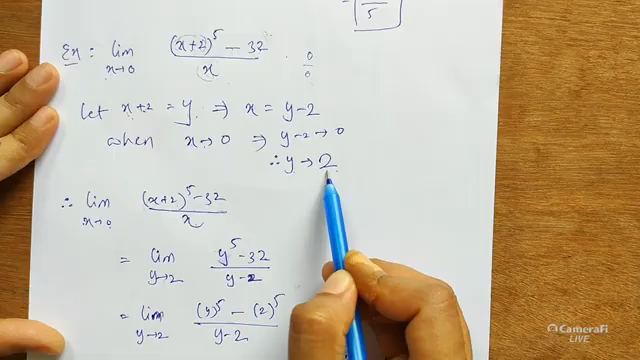 = /5
Ex: lim x→0 ((x+2)^5 − 32)/x . 0/0
Let x+2 = y ⇒ x = y−2
when x→0 ⇒ y−2→0
∴ y→2
∴ lim x→0 ((x+2)^5 − 32)/x
= lim y→2 (y^5 − 32)/(y−2)
= lim y→2 ((y)^5 − (2)^5)/(y−2)
CameraFi
LIVE